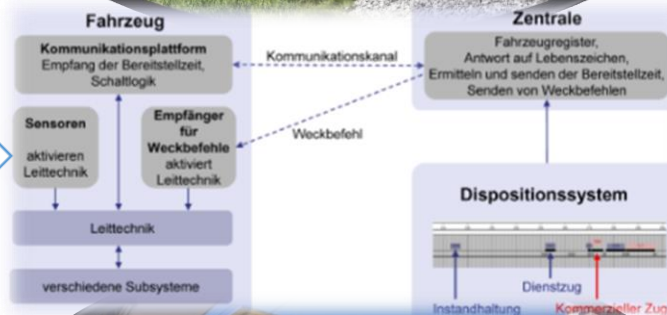 Fahrzeug
Kommunikationsplattform
Empfang der Bereitstellzeit,
Schaltlogik
Sensoren
aktivieren
Leittechnik
Empfänger
für
Weckbefehle
aktiviert
Leittechnik
Leittechnik
verschiedene Subsysteme
Kommunikationskanal
Weckbefehl
Zentrale
Fahrzeugregister,
Antwort auf Lebenszeichen,
Ermitteln und senden der Bereitstellzeit,
Senden von Weckbefehlen
Dispositionssystem
Dienstzug
Instandhaltung
Kommerzieller Zug